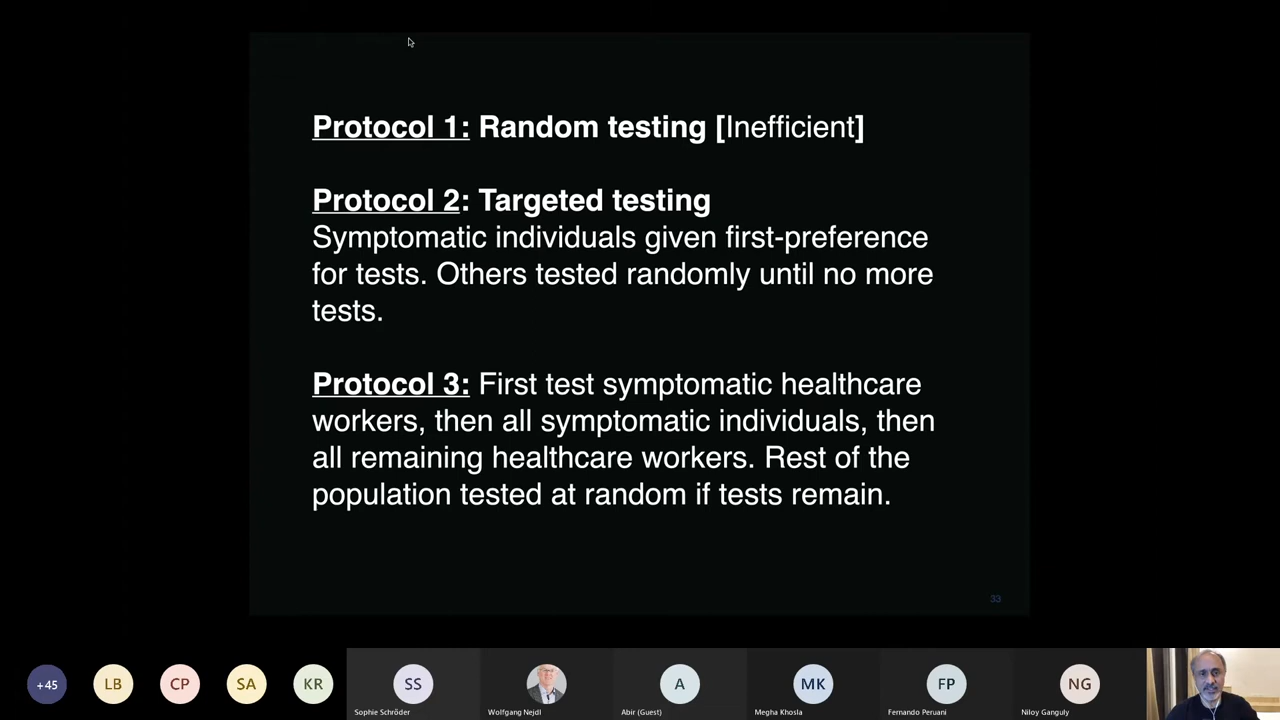 Protocol 1: Random testing [Inefficient]
Protocol 2: Targeted testing
Symptomatic individuals given first-preference
for tests. Others tested randomly until no more
tests.
Protocol 3: First test symptomatic healthcare
workers, then all symptomatic individuals, then
all remaining healthcare workers. Rest of the
population tested at random if tests remain.
33
+45 LB CP SA KR SS A MK FP NG
Sophie Schröder Wolfgang Nejdl Abir (Guest) Megha Khosla Fernando Peruani Niloy Ganguly